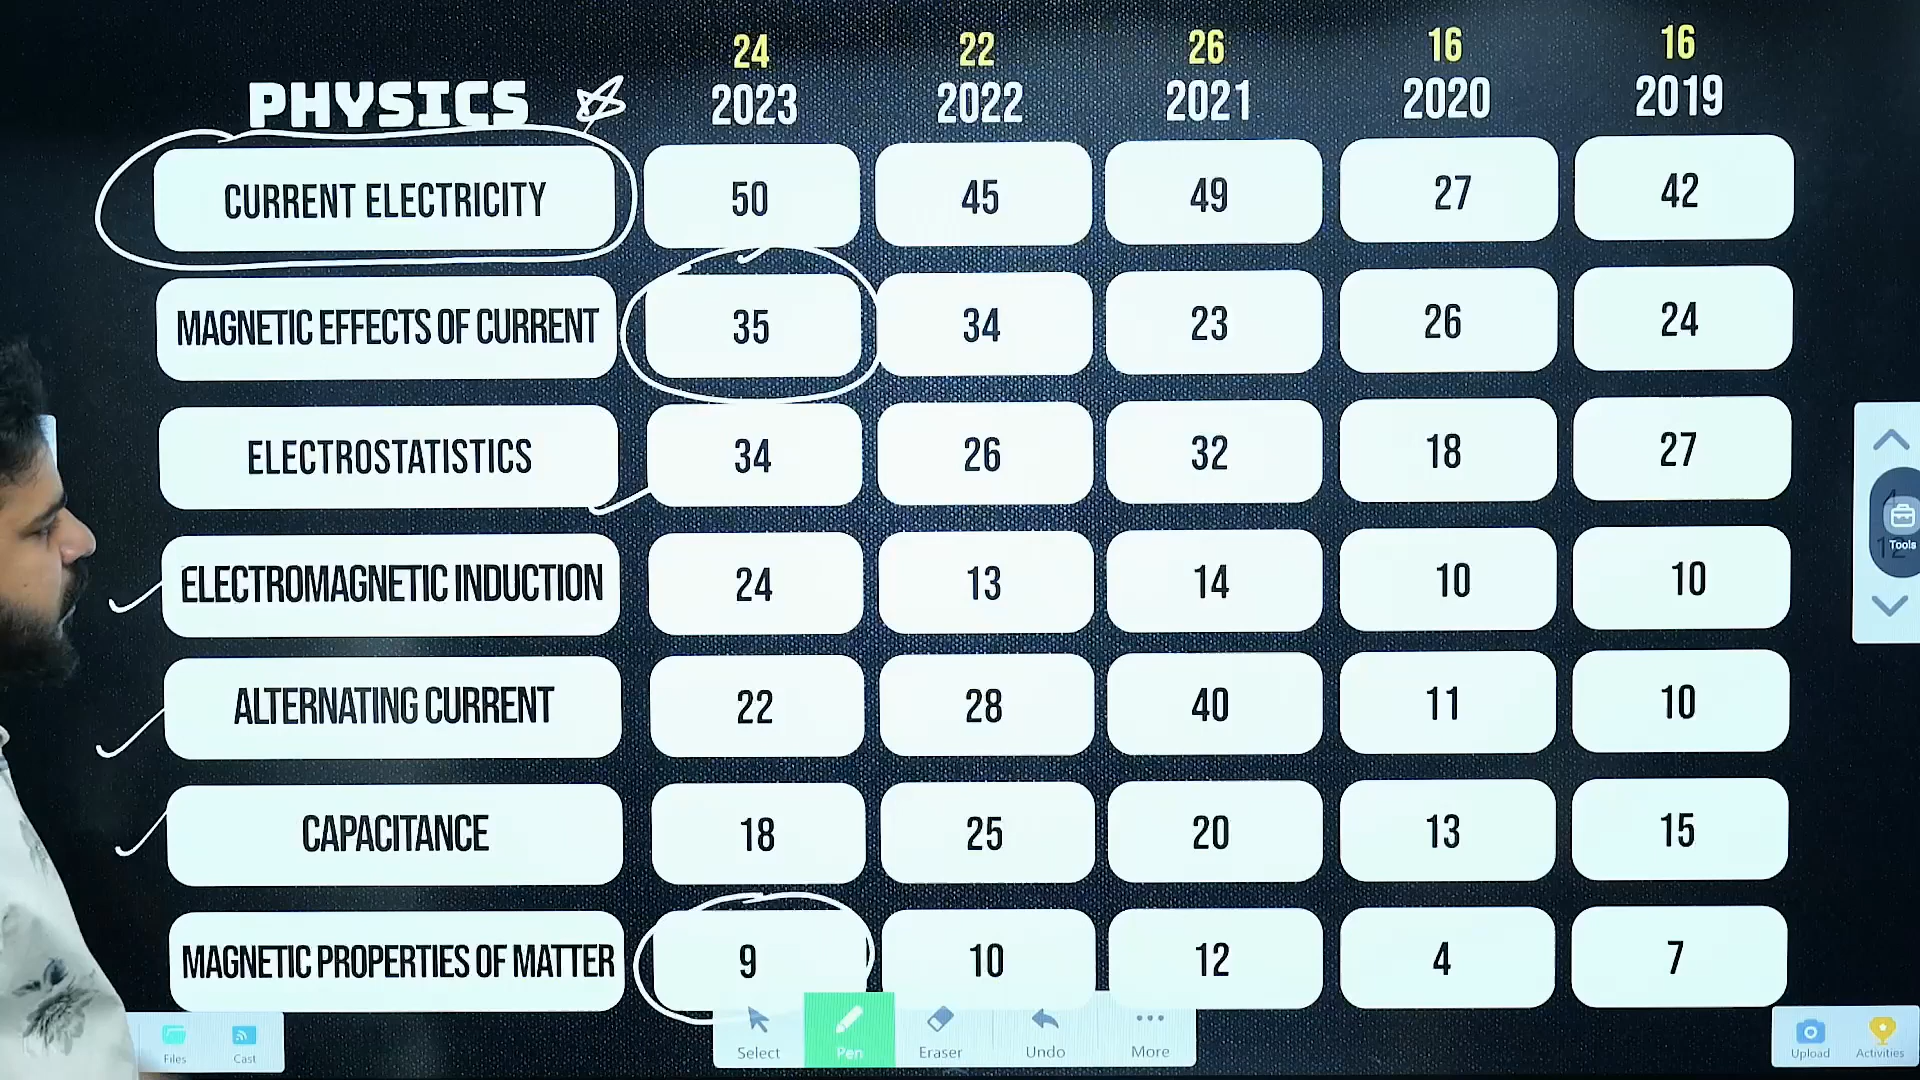 24 22 26 16 16
PHYSICS 2023 2022 2021 2020 2019
CURRENT ELECTRICITY 50 45 49 27 42
MAGNETIC EFFECTS OF CURRENT 35 34 23 26 24
ELECTROSTATISTICS 34 26 32 18 27
ELECTROMAGNETIC INDUCTION 24 13 14 10 10
ALTERNATING CURRENT 22 28 40 11 10
CAPACITANCE 18 25 20 13 15
MAGNETIC PROPERTIES OF MATTER 9 10 12 4 7
Tools
Files Cast Select Pen Eraser Undo More Upload Activities